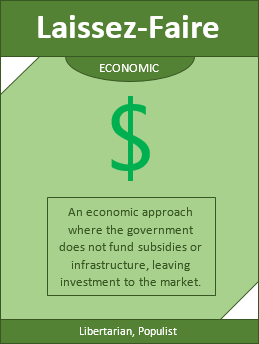 Laissez-Faire
ECONOMIC
$
An economic approach
where the government
does not fund subsidies or
infrastructure, leaving
investment to the market.
Libertarian, Populist